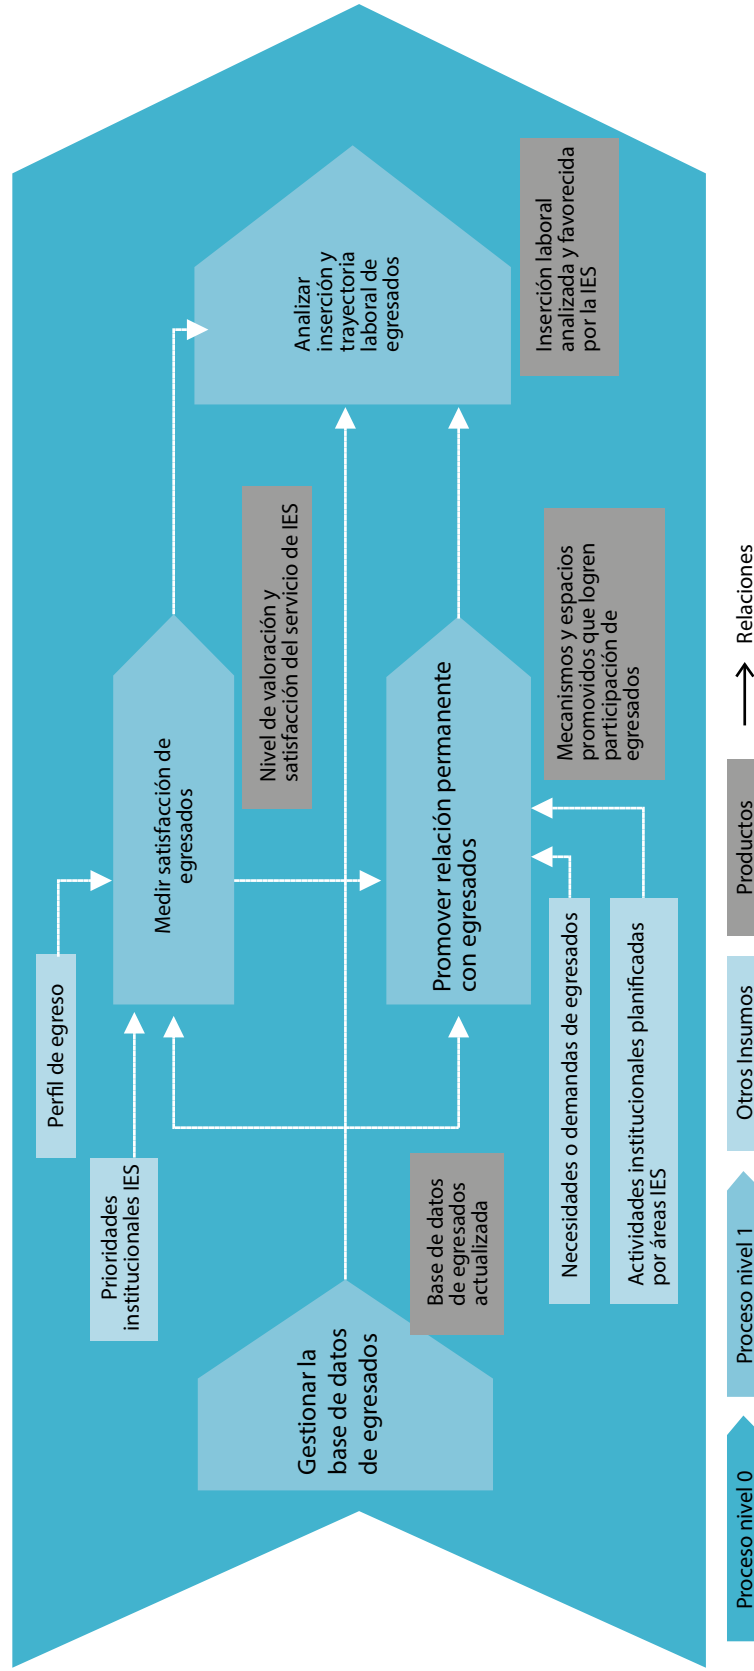 Gestionar la
base de datos
de egresados
Base de datos
de egresados
actualizada
Prioridades
institucionales IES
Perfil de egreso
Medir satisfacción de
egresados
Nivel de valoración y
satisfacción del servicio de IES
Promover relación permanente
con egresados
Mecanismos y espacios
promovidos que logren
participación de
egresados
Necesidades o demandas de egresados
Actividades institucionales planificadas
por áreas IES
Analizar
inserción y
trayectoria
laboral de
egresados
Inserción laboral
analizada y favorecida
por la IES
Proceso nivel 0
Proceso nivel 1
Otros Insumos
Productos
Relaciones